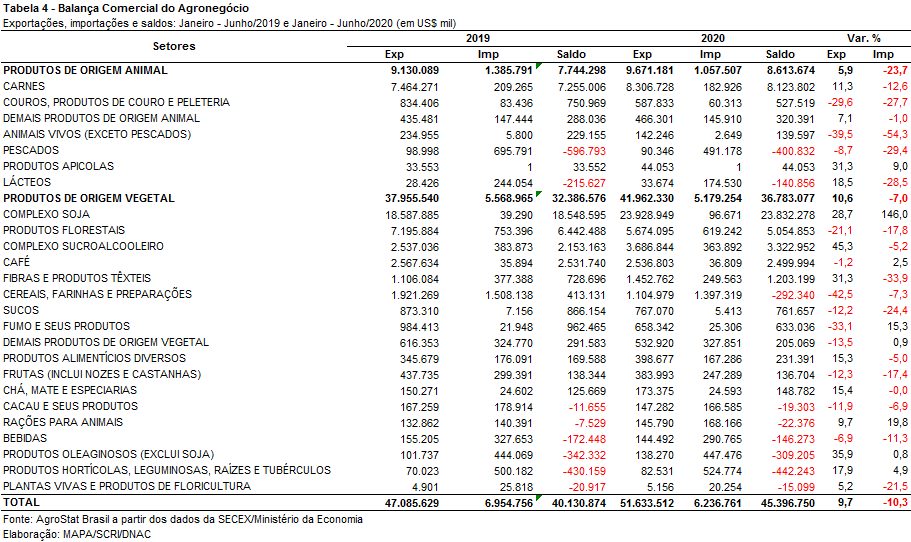 Tabela 4 - Balança Comercial do Agronegócio
Exportações, importações e saldos: Janeiro - Junho/2019 e Janeiro - Junho/2020 (em US$ mil)
Setores 2019 2020 Var. %
Exp Imp Saldo Exp Imp Saldo Exp Imp
PRODUTOS DE ORIGEM ANIMAL 9.130.089 1.385.791 7.744.298 9.671.181 1.057.507 8.613.674 5,9 -23,7
CARNES 7.464.271 209.265 7.255.006 8.306.728 182.926 8.123.802 11,3 -12,6
COUROS, PRODUTOS DE COURO E PELETERIA 834.406 83.436 750.969 587.833 60.313 527.519 -29,6 -27,7
DEMAIS PRODUTOS DE ORIGEM ANIMAL 435.481 147.444 288.036 466.301 145.910 320.391 7,1 -1,0
ANIMAIS VIVOS (EXCETO PESCADOS) 234.955 5.800 229.155 142.246 2.649 139.597 -39,5 -54,3
PESCADOS 98.998 695.791 -596.793 90.346 491.178 -400.832 -8,7 -29,4
PRODUTOS APICOLAS 33.553 1 33.552 44.053 1 44.053 31,3 9,0
LÁCTEOS 28.426 244.054 -215.627 33.674 174.530 -140.856 18,5 -28,5
PRODUTOS DE ORIGEM VEGETAL 37.955.540 5.568.965 32.386.576 41.962.330 5.179.254 36.783.077 10,6 -7,0
COMPLEXO SOJA 18.587.885 39.290 18.548.595 23.928.949 96.671 23.832.278 28,7 146,0
PRODUTOS FLORESTAIS 7.195.884 753.396 6.442.488 5.674.095 619.242 5.054.853 -21,1 -17,8
COMPLEXO SUCROALCOOLEIRO 2.537.036 383.873 2.153.163 3.686.844 363.892 3.322.952 45,3 -5,2
CAFÉ 2.567.634 35.894 2.531.740 2.536.803 36.809 2.499.994 -1,2 2,5
FIBRAS E PRODUTOS TÊXTEIS 1.106.084 377.388 728.696 1.452.762 249.563 1.203.199 31,3 -33,9
CEREAIS, FARINHAS E PREPARAÇÕES 1.921.269 1.508.138 413.131 1.104.979 1.397.319 -292.340 -42,5 -7,3
SUCOS 873.310 7.156 866.154 767.070 5.413 761.657 -12,2 -24,4
FUMO E SEUS PRODUTOS 984.413 21.948 962.465 658.342 25.306 633.036 -33,1 15,3
DEMAIS PRODUTOS DE ORIGEM VEGETAL 616.353 324.770 291.583 532.920 327.851 205.069 -13,5 0,9
PRODUTOS ALIMENTÍCIOS DIVERSOS 345.679 176.091 169.588 398.677 167.286 231.391 15,3 -5,0
FRUTAS (INCLUI NOZES E CASTANHAS) 437.735 299.391 138.344 383.993 247.289 136.704 -12,3 -17,4
CHÁ, MATE E ESPECIARIAS 150.271 24.602 125.669 173.375 24.593 148.782 15,4 -0,0
CACAU E SEUS PRODUTOS 167.259 178.914 -11.655 147.282 166.585 -19.303 -11,9 -6,9
RAÇÕES PARA ANIMAIS 132.862 140.391 -7.529 145.790 168.166 -22.376 9,7 19,8
BEBIDAS 155.205 327.653 -172.448 144.492 290.765 -146.273 -6,9 -11,3
PRODUTOS OLEAGINOSOS (EXCLUI SOJA) 101.737 444.069 -342.332 138.270 447.476 -309.205 35,9 0,8
PRODUTOS HORTÍCOLAS, LEGUMINOSAS, RAÍZES E TUBÉRCULOS 70.023 500.182 -430.159 82.531 524.774 -442.243 17,9 4,9
PLANTAS VIVAS E PRODUTOS DE FLORICULTURA 4.901 25.818 -20.917 5.156 20.254 -15.099 5,2 -21,5
TOTAL 47.085.629 6.954.756 40.130.874 51.633.512 6.236.761 45.396.750 9,7 -10,3
Fonte: AgroStat Brasil a partir dos dados da SECEX/Ministério da Economia
Elaboração: MAPA/SCRI/DNAC